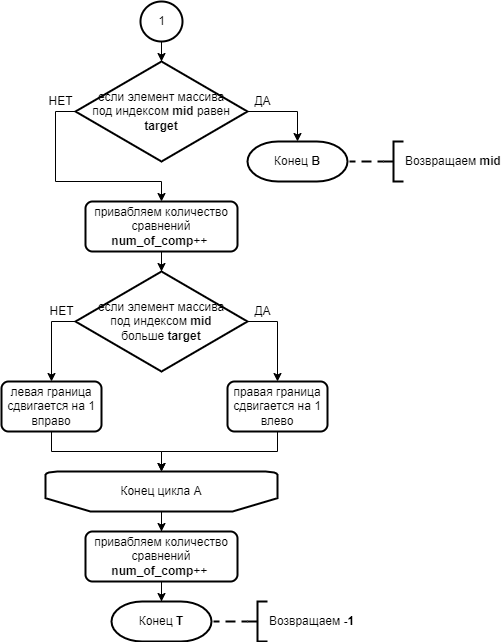 1
если элемент массива
под индексом mid равен
target
НЕТ
ДА
Конец B
Возвращаем mid
привабляем количество
сравнений
num_of_comp++
если элемент массива
под индексом mid
больше target
НЕТ
ДА
левая граница
сдвигается на 1
вправо
правая граница
сдвигается на 1
влево
Конец цикла A
привабляем количество
сравнений
num_of_comp++
Конец T
Возвращаем -1